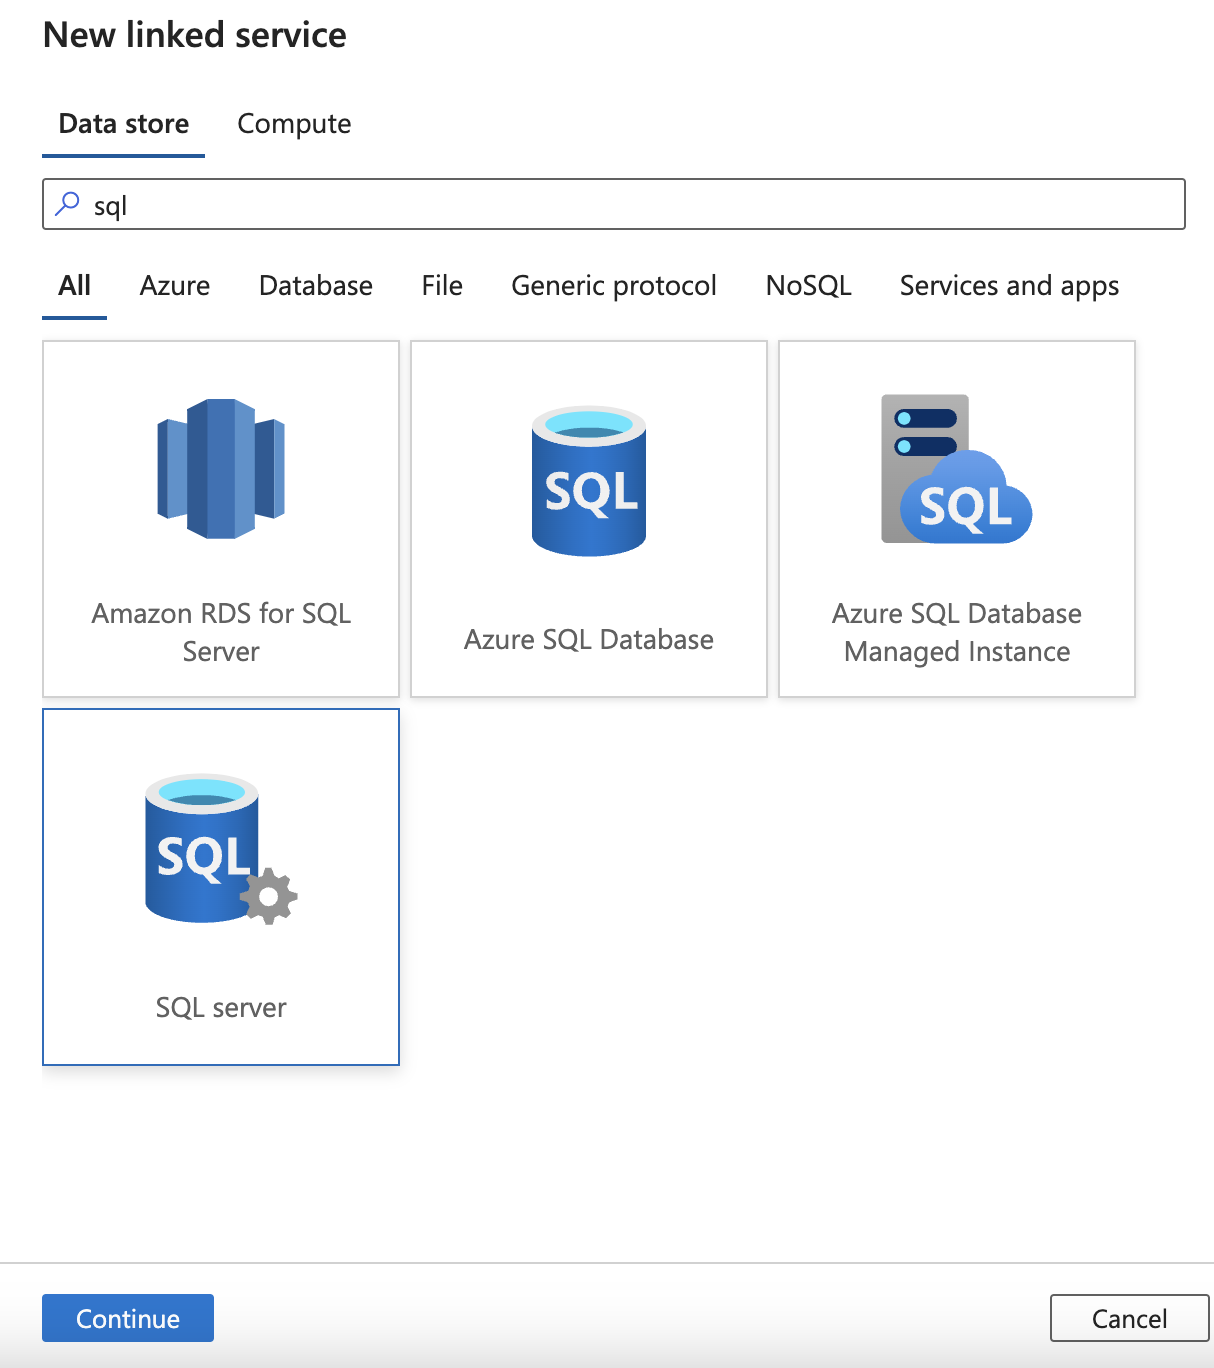 New linked service
Data store Compute
sql
All Azure Database File Generic protocol NoSQL Services and apps
SQL
SQL
Amazon RDS for SQL
Server
Azure SQL Database
Azure SQL Database
Managed Instance
SQL
SQL server
Continue Cancel